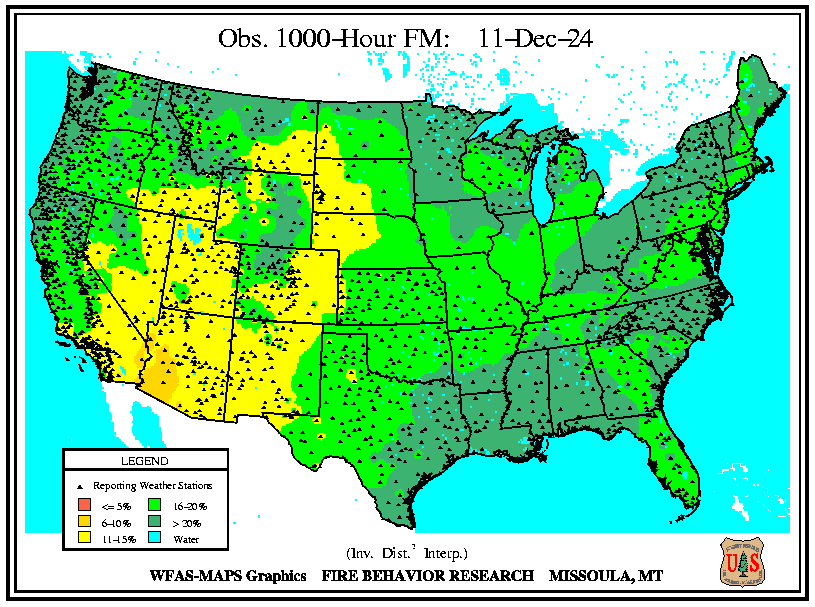 Obs. 1000-Hour FM: 11-Dec-24
LEGEND
Reporting Weather Stations
<= 5%
16-20%
6-10%
> 20%
11-15%
Water
(Inv. Dist.² Interp.)
WFAS-MAPS Graphics FIRE BEHAVIOR RESEARCH MISSOULA, MT
U S